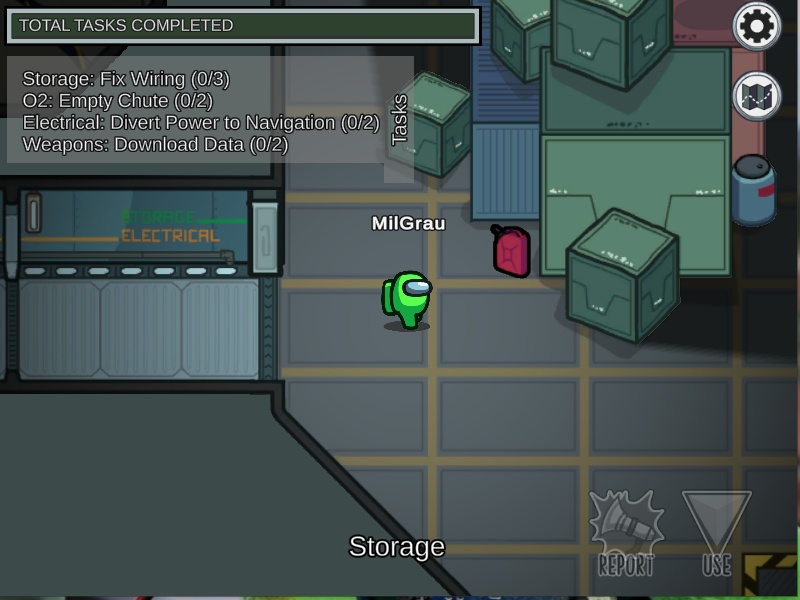 TOTAL TASKS COMPLETED
Storage: Fix Wiring (0/3)
O2: Empty Chute (0/2)
Electrical: Divert Power to Navigation (0/2)
Weapons: Download Data (0/2)
Tasks
MilGrau
STORAGE
ELECTRICAL
Storage
REPORT
USE